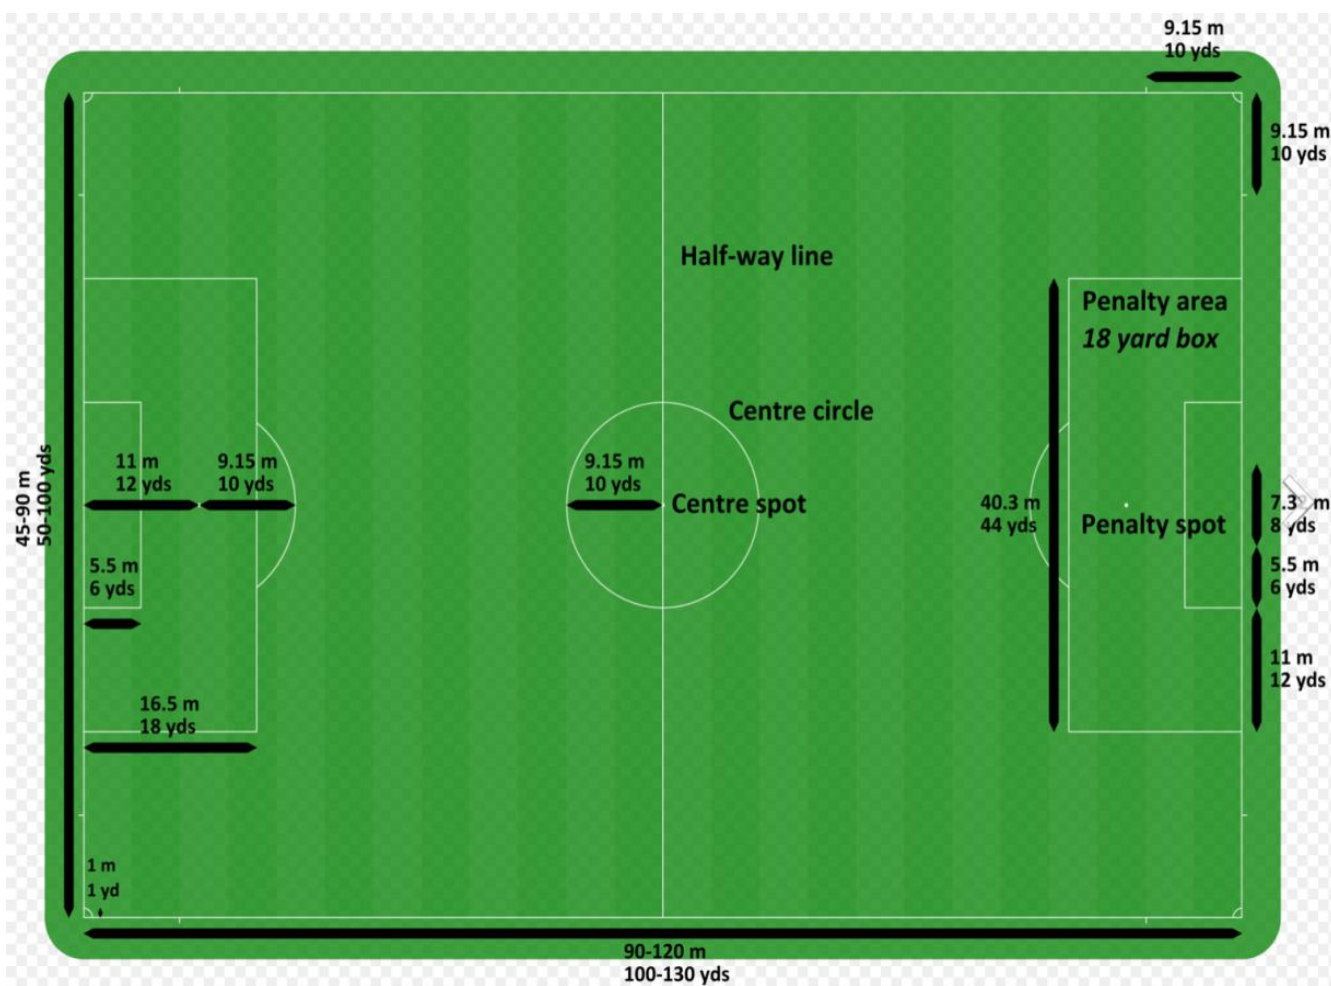 9.15 m
10 yds
9.15 m
10 yds
Half-way line
Penalty area
18 yard box
Centre circle
11 m
12 yds
9.15 m
10 yds
9.15 m
10 yds
Centre spot
40.3 m
44 yds
Penalty spot
45-90 m
50-100 yds
m
8 yds
5.5 m
6 yds
5.5 m
6 yds
11 m
12 yds
16.5 m
18 yds
1 m
1 yd
90-120 m
100-130 yds